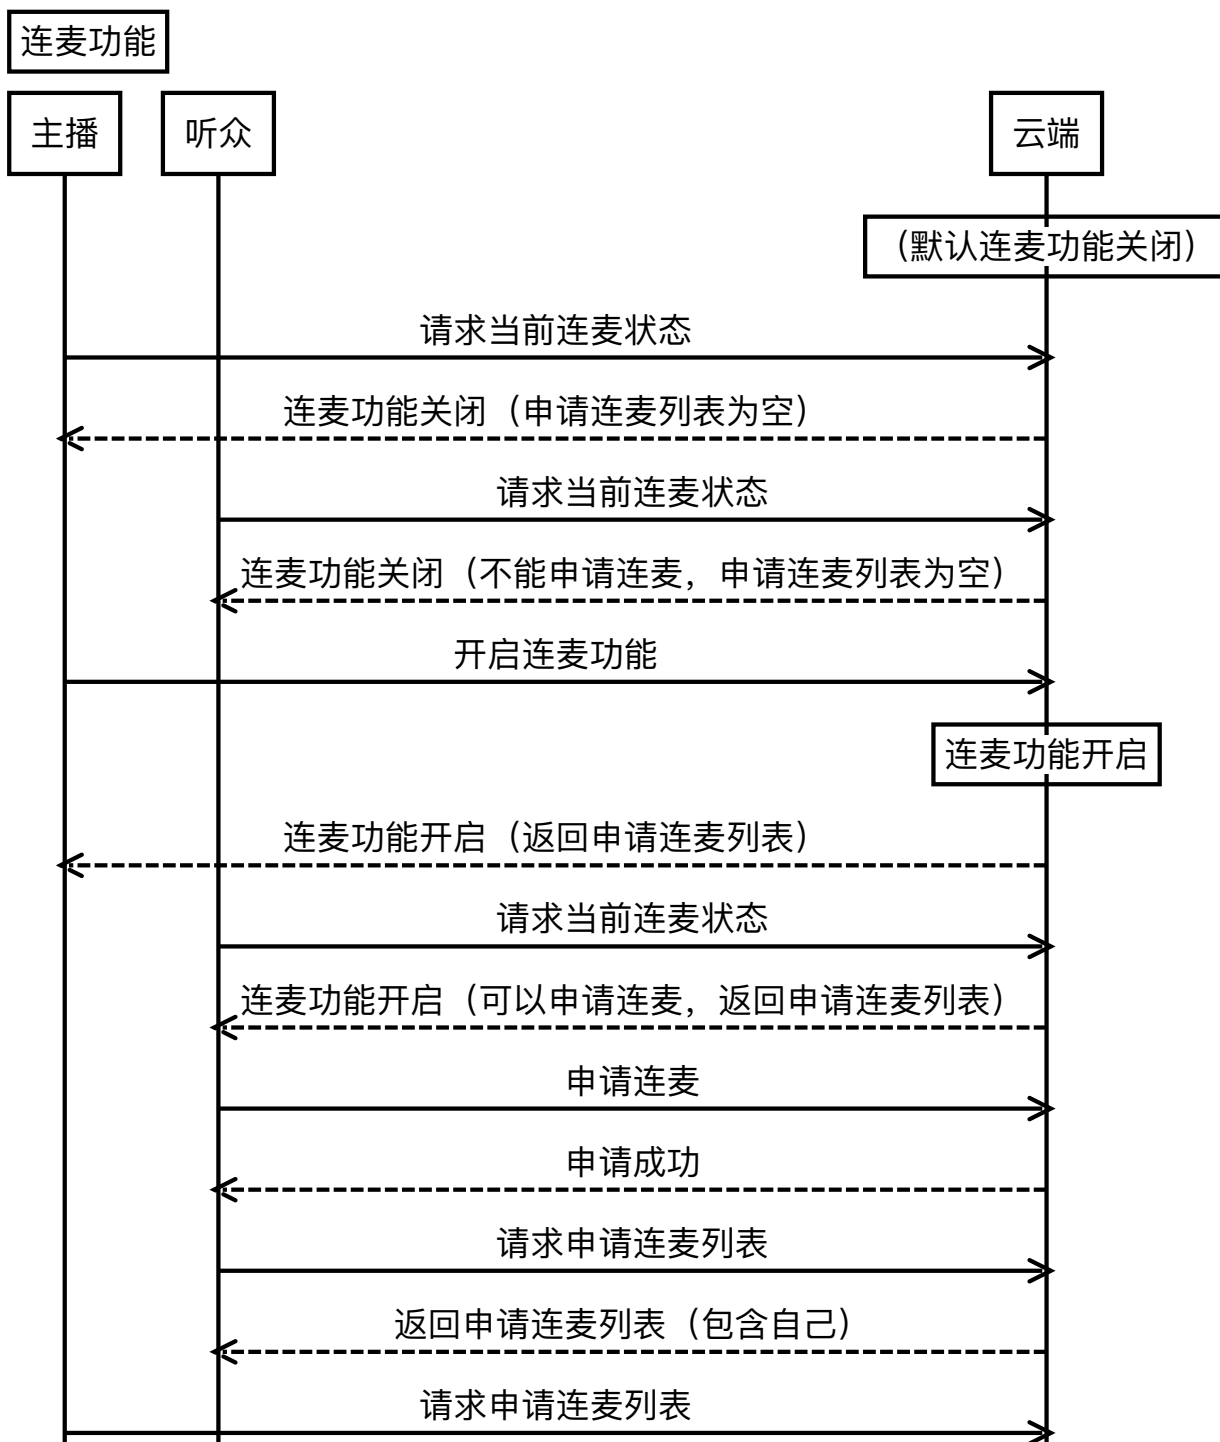 连麦功能
主播
听众
云端
（默认连麦功能关闭）
请求当前连麦状态
连麦功能关闭（申请连麦列表为空）
请求当前连麦状态
连麦功能关闭（不能申请连麦，申请连麦列表为空）
开启连麦功能
连麦功能开启
连麦功能开启（返回申请连麦列表）
请求当前连麦状态
连麦功能开启（可以申请连麦，返回申请连麦列表）
申请连麦
申请成功
请求申请连麦列表
返回申请连麦列表（包含自己）
请求申请连麦列表